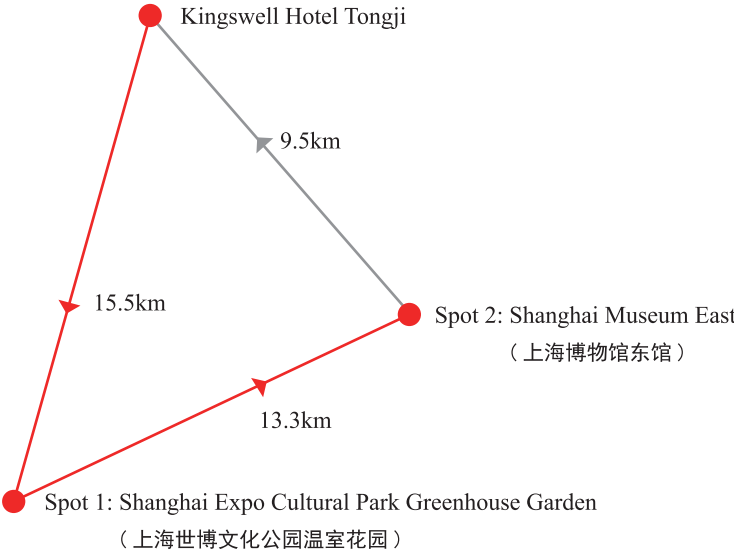 Kingswell Hotel Tongji
9.5km
15.5km
Spot 2: Shanghai Museum East
（上海博物馆东馆）
13.3km
Spot 1: Shanghai Expo Cultural Park Greenhouse Garden
（上海世博文化公园温室花园）